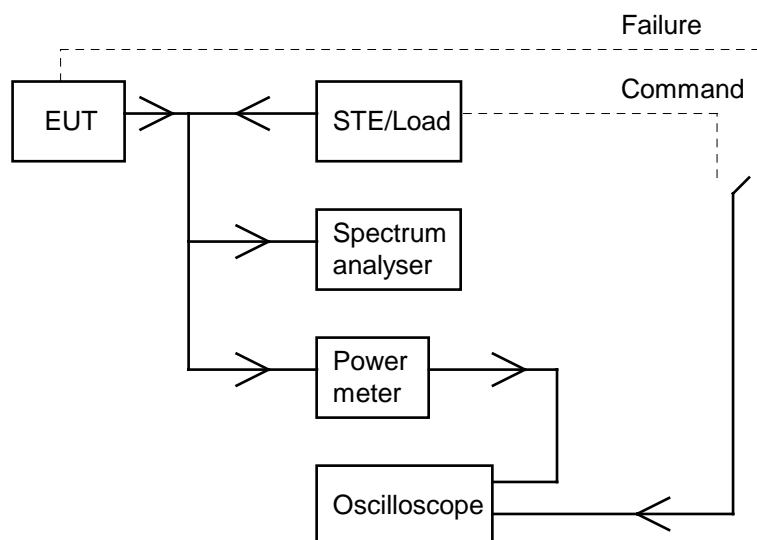 Failure
EUT
STE/Load
Command
Spectrum
analyser
Power
meter
Oscilloscope